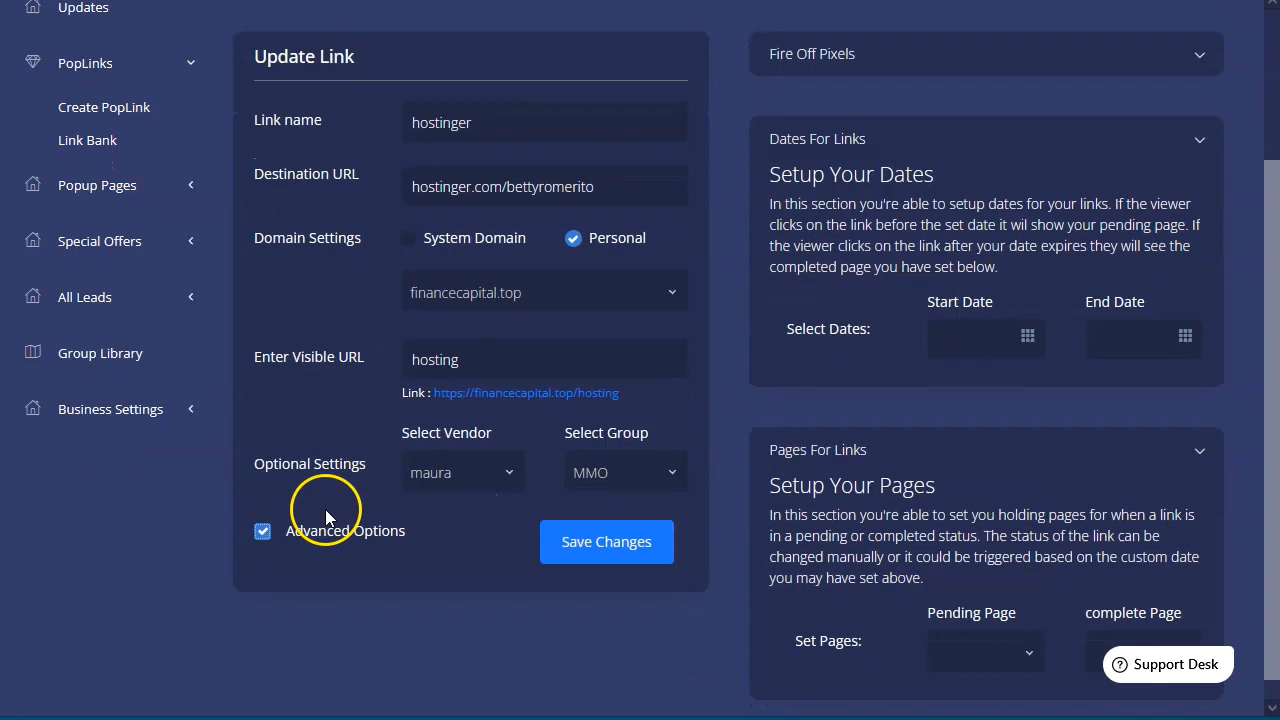 Updates
PopLinks
Create PopLink
Link Bank
Popup Pages
Special Offers
All Leads
Group Library
Business Settings
Update Link
Link name
hostinger
Destination URL
hostinger.com/bettyromerito
Domain Settings
System Domain
Personal
financecapital.top
Enter Visible URL
hosting
Link : https://financecapital.top/hosting
Select Vendor
Select Group
Optional Settings
maura
MMO
Advanced Options
Save Changes
Fire Off Pixels
Dates For Links
Setup Your Dates
In this section you're able to setup dates for your links. If the viewer
clicks on the link before the set date it wil show your pending page. If
the viewer clicks on the link after your date expires they will see the
completed page you have set below.
Start Date
End Date
Select Dates:
Pages For Links
Setup Your Pages
In this section you're able to set you holding pages for when a link is
in a pending or completed status. The status of the link can be
changed manually or it could be triggered based on the custom date
you may have set above.
Pending Page
complete Page
Set Pages:
Support Desk